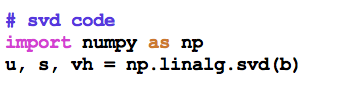 # svd code
import numpy as np
u, s, vh = np.linalg.svd(b)